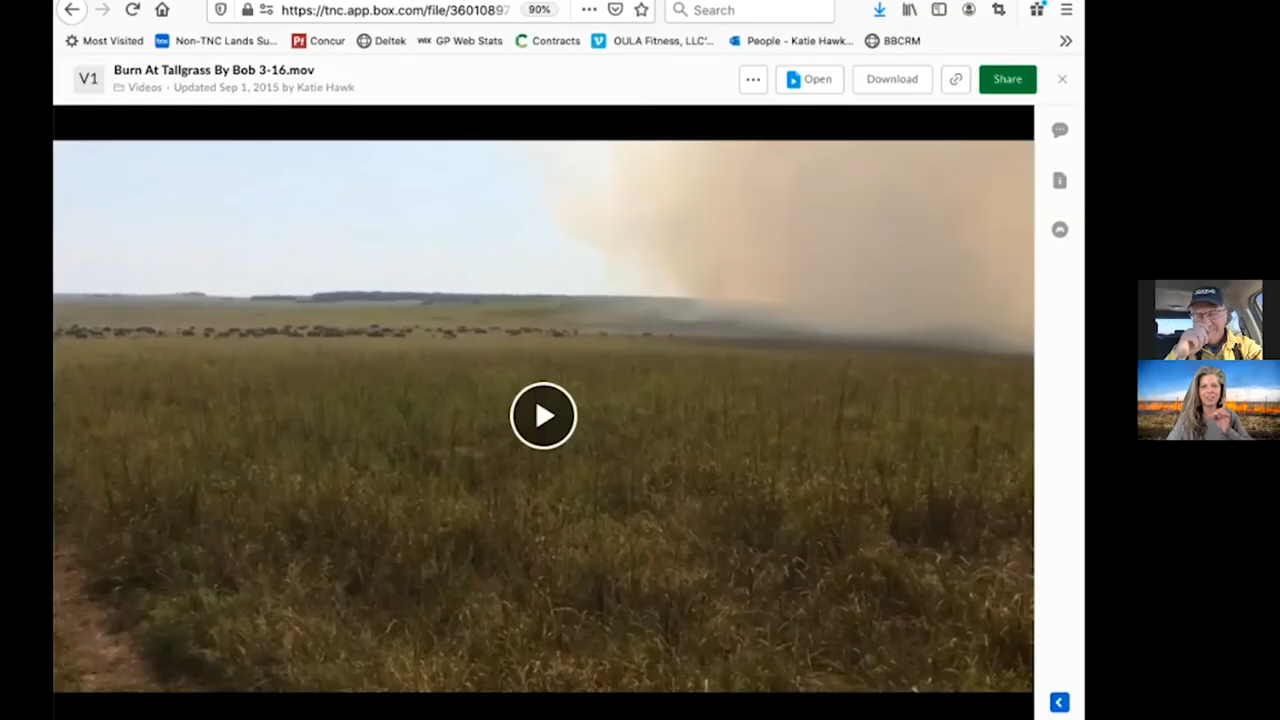 https://tnc.app.box.com/file/36010897
90%
Search
Most Visited
Non-TNC Lands Su...
Concur
Deltek
WIX GP Web Stats
Contracts
OULA Fitness, LLC'...
People - Katie Hawk...
BBCRM
V1
Burn At Tallgrass By Bob 3-16.mov
Videos · Updated Sep 1, 2015 by Katie Hawk
Open
Download
Share